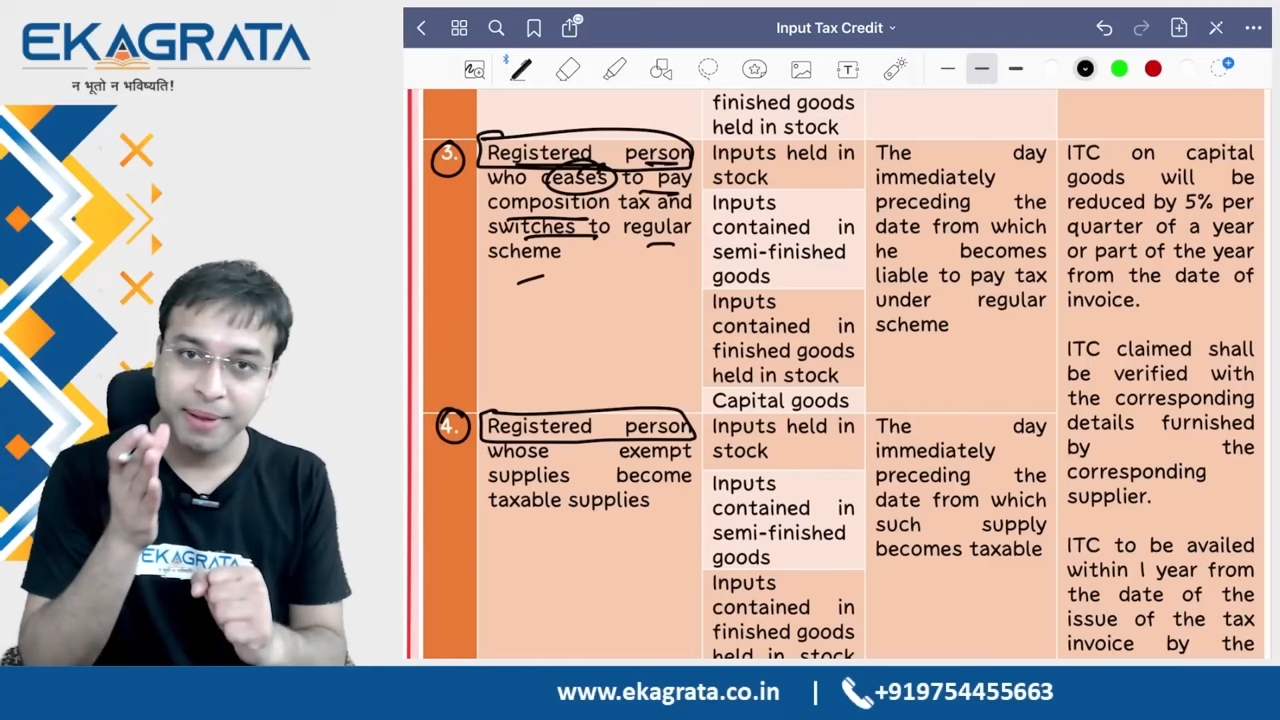 EKAGRATA
न भूतो न भविष्यति!
Input Tax Credit
finished goods
held in stock
3.
Registered person
who ceases to pay
composition tax and
switches to regular
scheme
Inputs held in
stock
Inputs
contained in
semi-finished
goods
Inputs
contained in
finished goods
held in stock
Capital goods
The day
immediately
preceding the
date from which
he becomes
liable to pay tax
under regular
scheme
ITC on capital
goods will be
reduced by 5% per
quarter of a year
or part of the year
from the date of
invoice.
ITC claimed shall
be verified with
the corresponding
details furnished
by the
corresponding
supplier.
ITC to be availed
within 1 year from
the date of the
issue of the tax
invoice by the
4.
Registered person
whose exempt
supplies become
taxable supplies
Inputs held in
stock
Inputs
contained in
semi-finished
goods
Inputs
contained in
finished goods
held in stock
The day
immediately
preceding the
date from which
such supply
becomes taxable
EKAGRATA
www.ekagrata.co.in | +919754455663